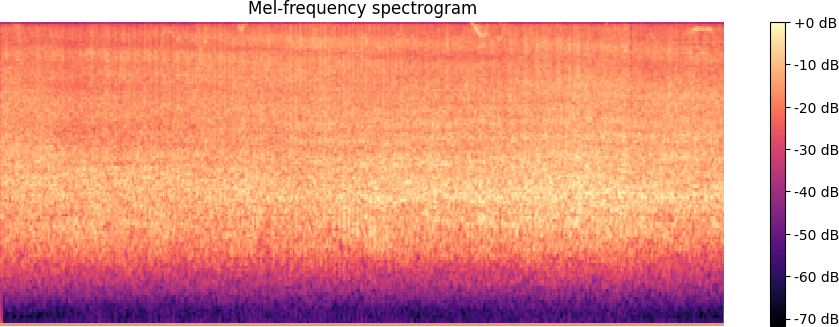 Mel-frequency spectrogram
+0 dB
-10 dB
-20 dB
-30 dB
-40 dB
-50 dB
-60 dB
-70 dB